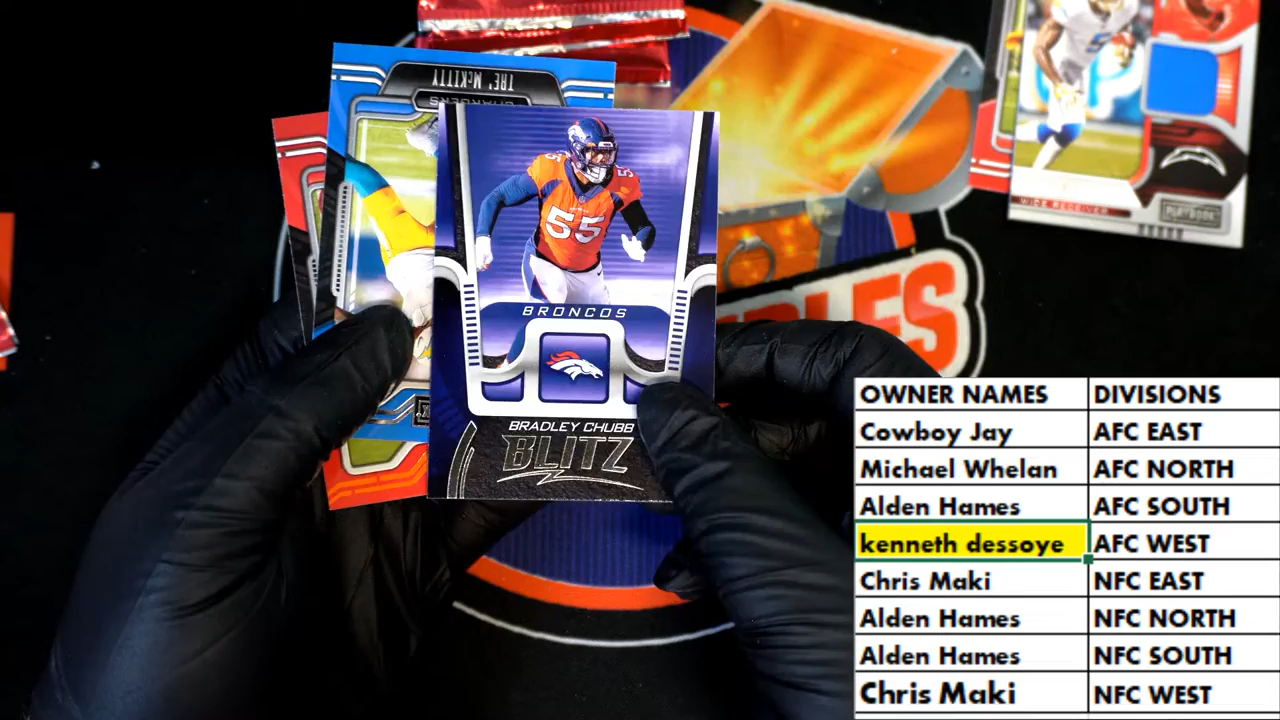 TRE' McKITTY
CHARGERS
55
55
BRONCOS
BRADLEY CHUBB
BLITZ
WIDE RECEIVER
PLAYBOOK
OWNER NAMES DIVISIONS
Cowboy Jay AFC EAST
Michael Whelan AFC NORTH
Alden Hames AFC SOUTH
kenneth dessoye AFC WEST
Chris Maki NFC EAST
Alden Hames NFC NORTH
Alden Hames NFC SOUTH
Chris Maki NFC WEST